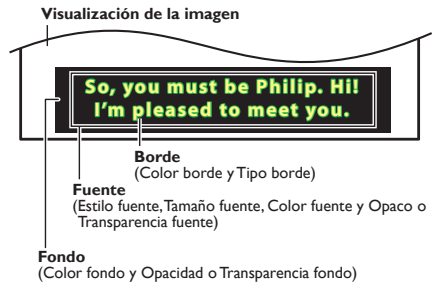 Visualización de la imagen
So, you must be Philip. Hi!
I'm pleased to meet you.
Borde
(Color borde y Tipo borde)
Fuente
(Estilo fuente, Tamaño fuente, Color fuente y Opaco o
Transparencia fuente)
Fondo
(Color fondo y Opacidad o Transparencia fondo)